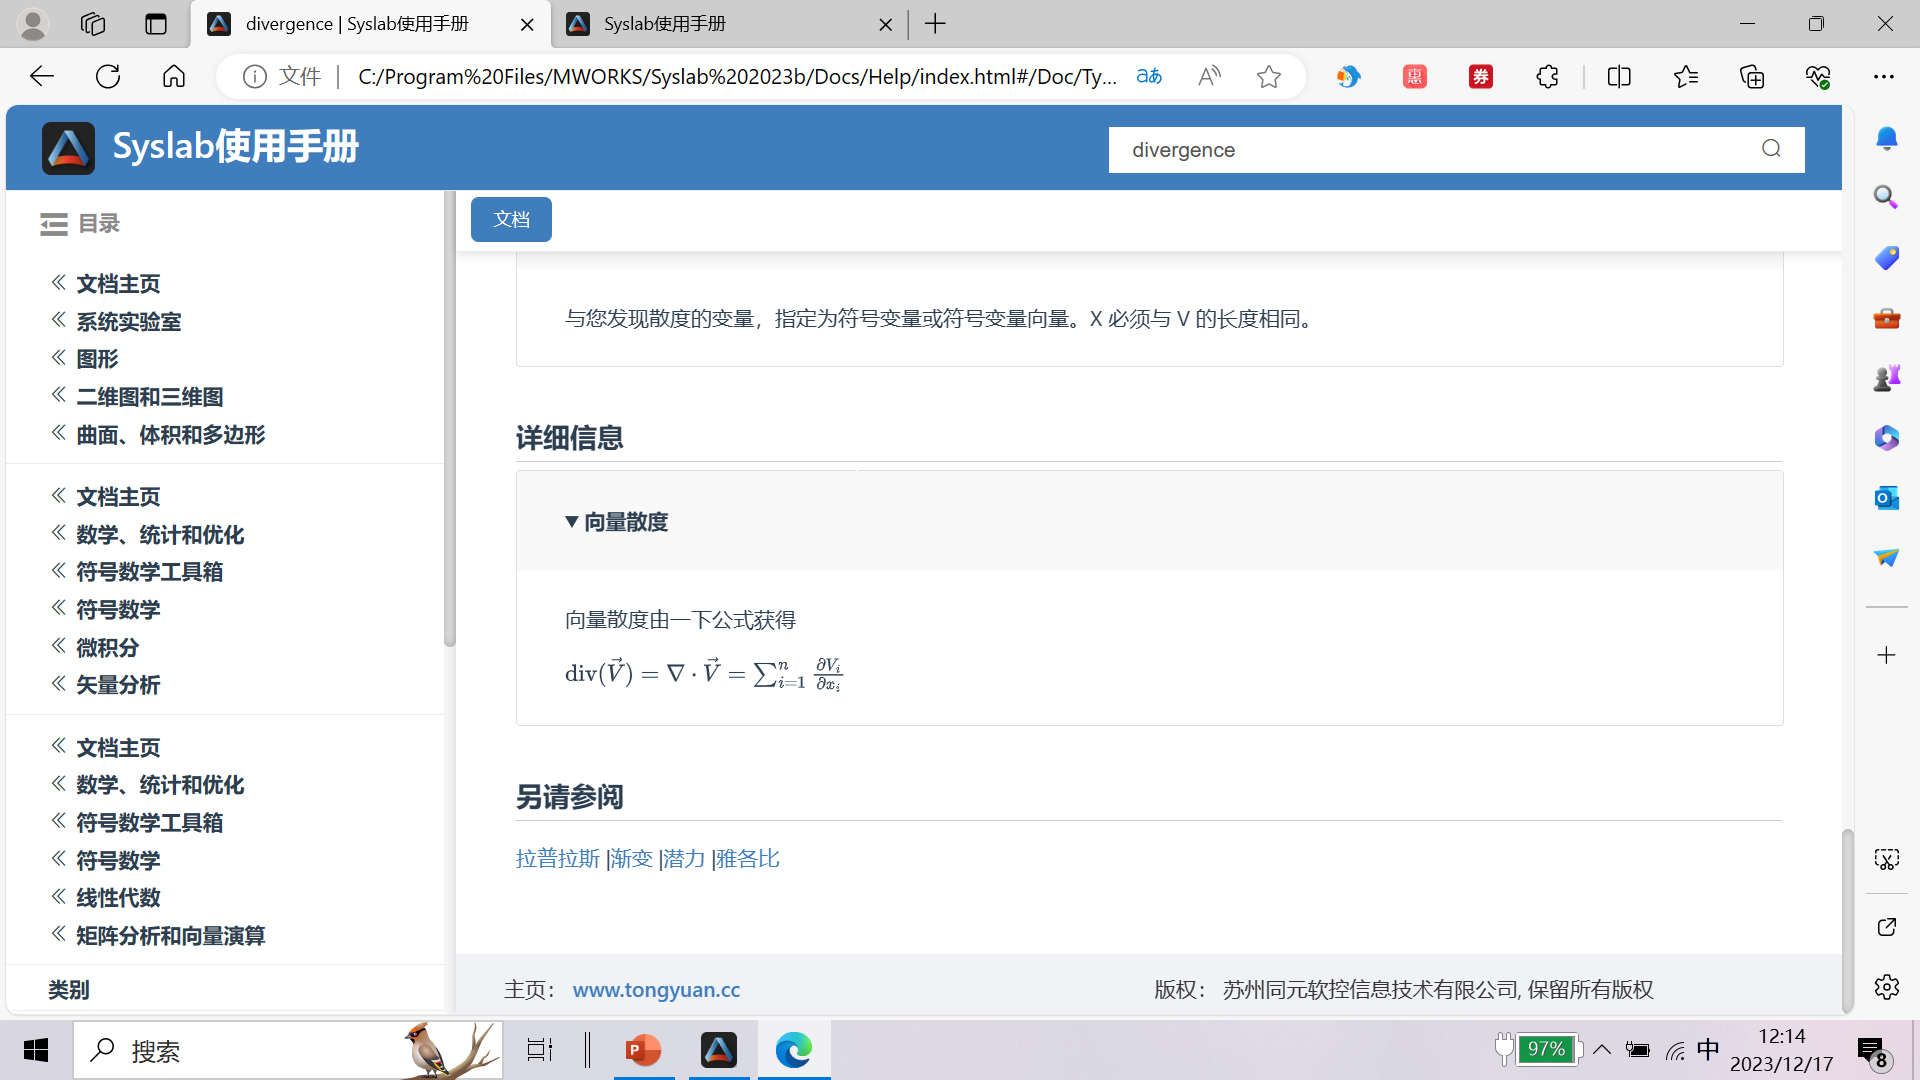 divergence | Syslab使用手册
Syslab使用手册
文件
C:/Program%20Files/MWORKS/Syslab%202023b/Docs/Help/index.html#/Doc/Ty...
Syslab使用手册
divergence
目录
文档主页
系统实验室
图形
二维图和三维图
曲面、体积和多边形
文档主页
数学、统计和优化
符号数学工具箱
符号数学
微积分
矢量分析
文档主页
数学、统计和优化
符号数学工具箱
符号数学
线性代数
矩阵分析和向量演算
类别
文档
与您发现散度的变量，指定为符号变量或符号变量向量。X 必须与 V 的长度相同。
详细信息
▼ 向量散度
向量散度由一下公式获得
div(V⃗) = ∇ · V⃗ = ∑ⁿᵢ₌₁ ∂Vᵢ/∂xᵢ
另请参阅
拉普拉斯 |渐变 |潜力 |雅各比
主页： www.tongyuan.cc
版权： 苏州同元软控信息技术有限公司, 保留所有版权
搜索
97%
中
12:14
2023/12/17
8